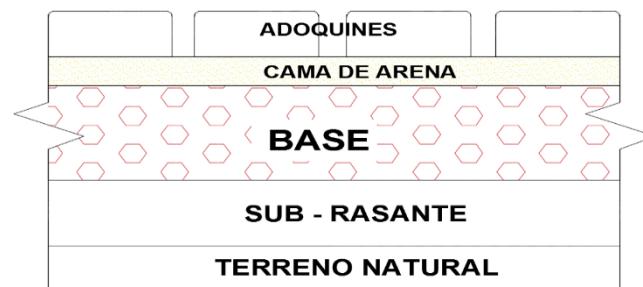 ADOQUINES
CAMA DE ARENA
BASE
SUB - RASANTE
TERRENO NATURAL